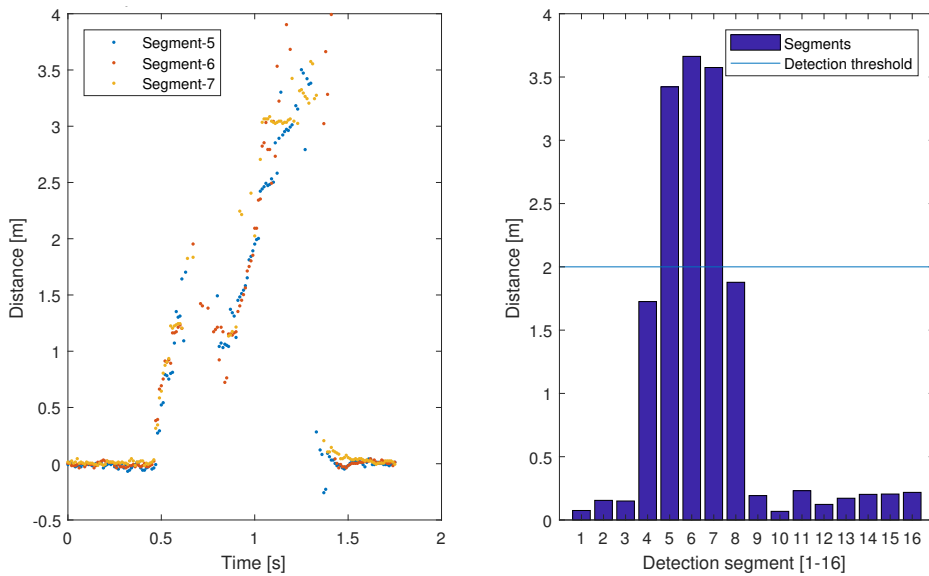 4
3.5
3
2.5
2
1.5
1
0.5
0
-0.5
0 0.5 1 1.5 2
Distance [m]
Time [s]
Segment-5
Segment-6
Segment-7
4
3.5
3
2.5
2
1.5
1
0.5
0
1 2 3 4 5 6 7 8 9 10 11 12 13 14 15 16
Distance [m]
Detection segment [1-16]
Segments
Detection threshold